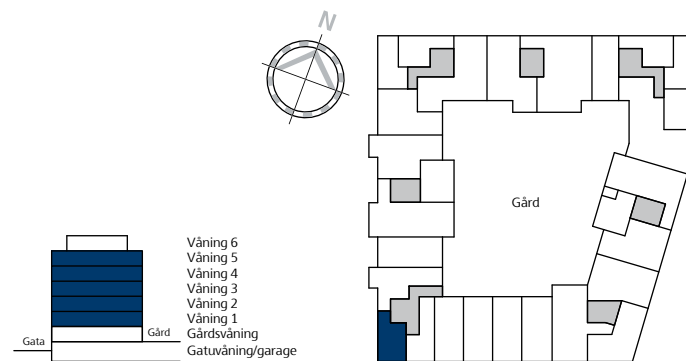 N
Gård
Våning 6
Våning 5
Våning 4
Våning 3
Våning 2
Våning 1
Gata
Gård
Gårdsvåning
Gatuvåning/garage